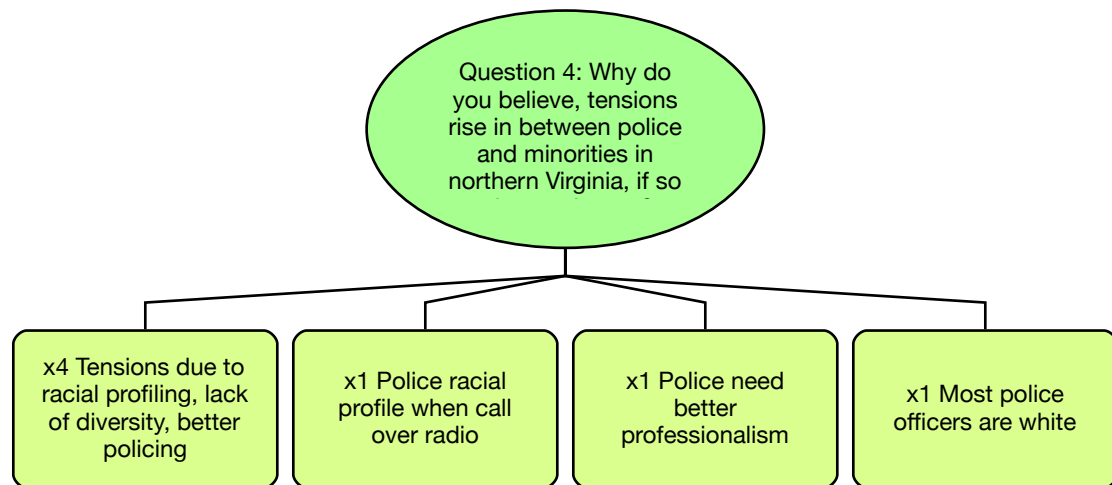 Question 4: Why do
you believe, tensions
rise in between police
and minorities in
northern Virginia, if so
x4 Tensions due to
racial profiling, lack
of diversity, better
policing
x1 Police racial
profile when call
over radio
x1 Police need
better
professionalism
x1 Most police
officers are white